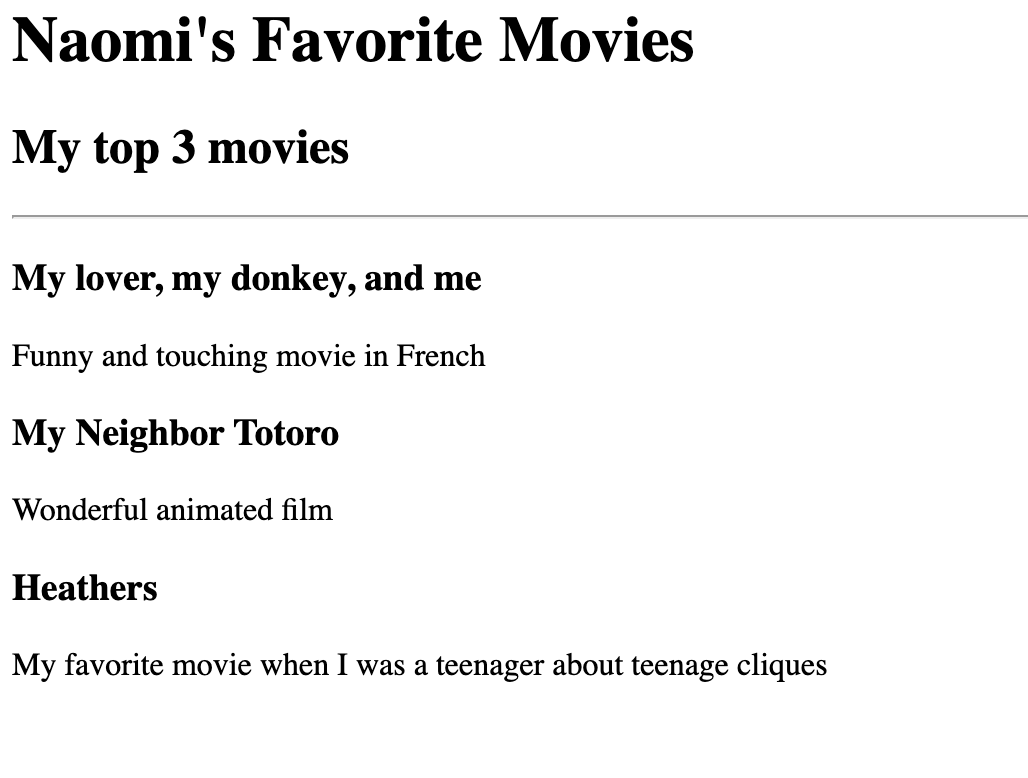 Naomi's Favorite Movies
My top 3 movies
My lover, my donkey, and me
Funny and touching movie in French
My Neighbor Totoro
Wonderful animated film
Heathers
My favorite movie when I was a teenager about teenage cliques